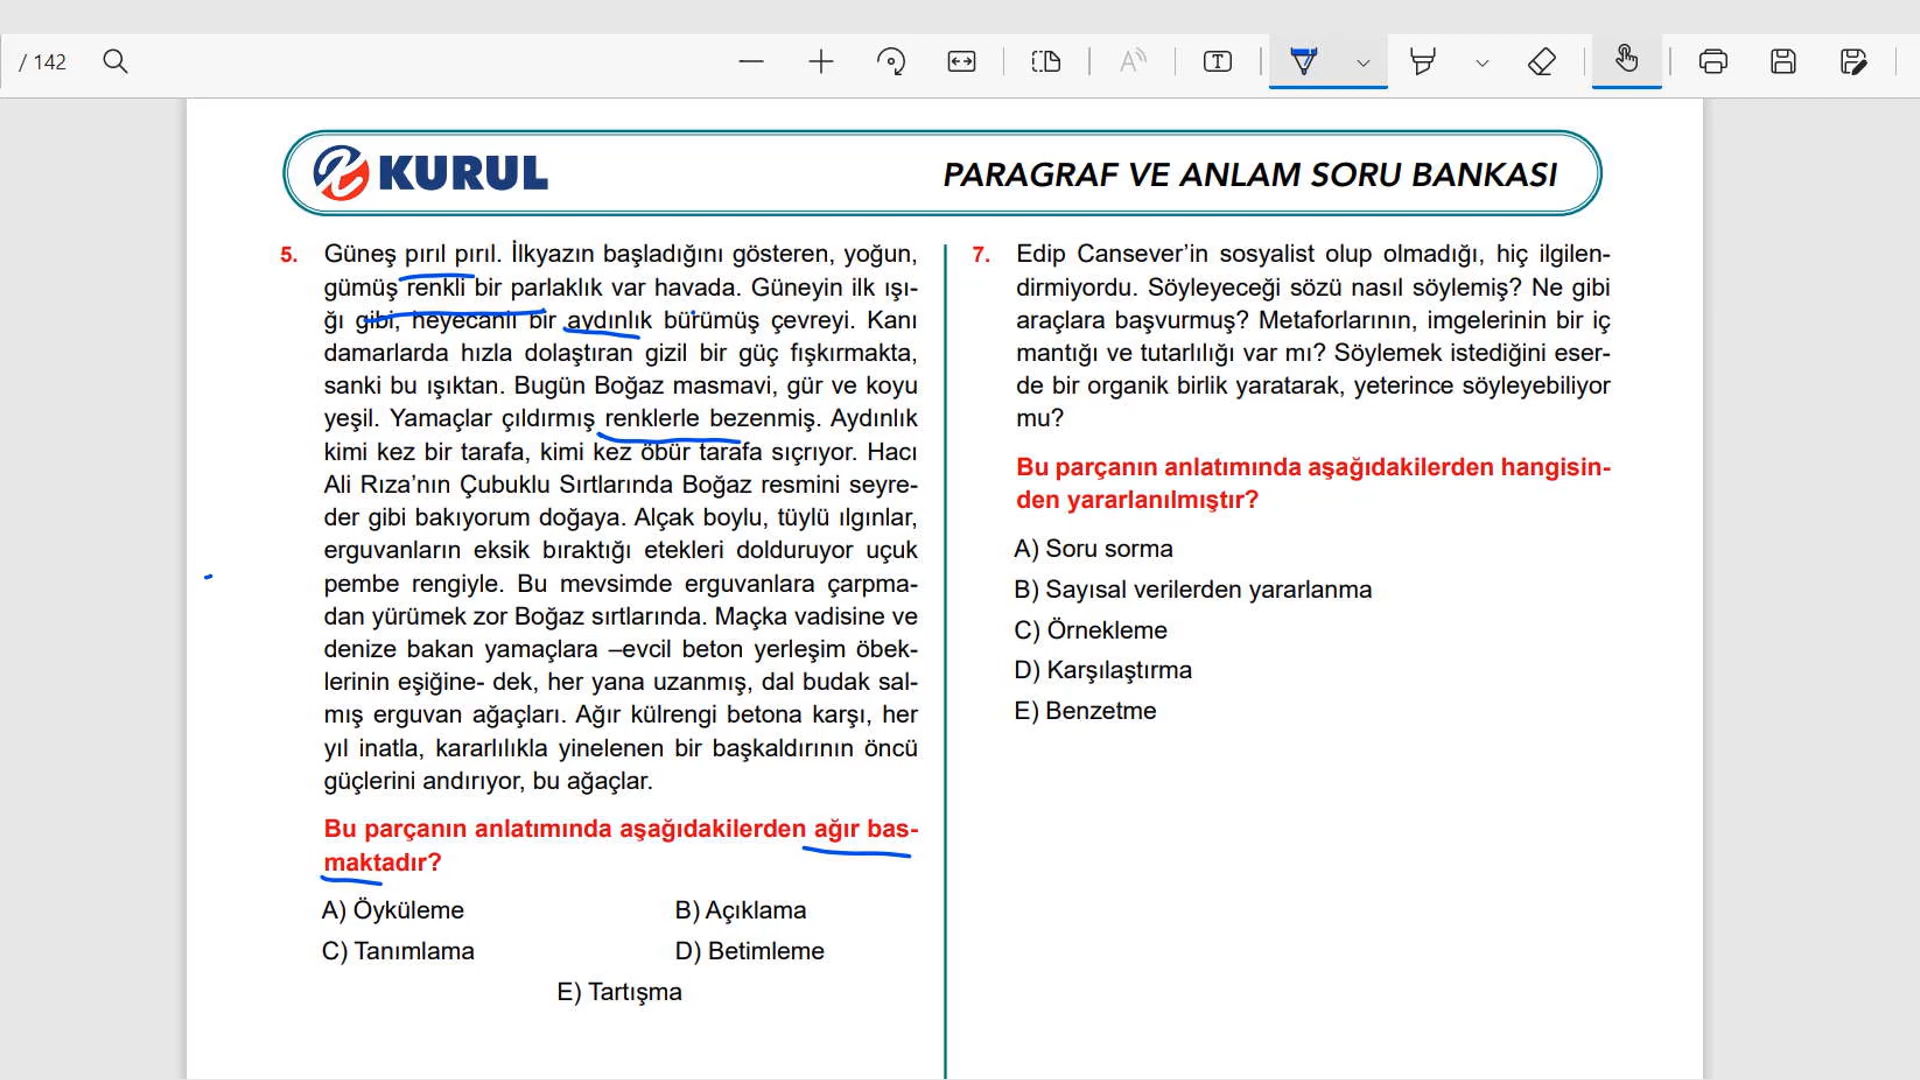 / 142
KURUL
PARAGRAF VE ANLAM SORU BANKASI
5. Güneş pırıl pırıl. İlkyazın başladığını gösteren, yoğun,
gümüş renkli bir parlaklık var havada. Güneyin ilk ışı-
ğı gibi, heyecanlı bir aydınlık bürümüş çevreyi. Kanı
damarlarda hızla dolaştıran gizil bir güç fışkırmakta,
sanki bu ışıktan. Bugün Boğaz masmavi, gür ve koyu
yeşil. Yamaçlar çıldırmış renklerle bezenmiş. Aydınlık
kimi kez bir tarafa, kimi kez öbür tarafa sıçrıyor. Hacı
Ali Rıza’nın Çubuklu Sırtlarında Boğaz resmini seyre-
der gibi bakıyorum doğaya. Alçak boylu, tüylü ılgınlar,
erguvanların eksik bıraktığı etekleri dolduruyor uçuk
pembe rengiyle. Bu mevsimde erguvanlara çarpma-
dan yürümek zor Boğaz sırtlarında. Maçka vadisine ve
denize bakan yamaçlara –evcil beton yerleşim öbek-
lerinin eşiğine- dek, her yana uzanmış, dal budak sal-
mış erguvan ağaçları. Ağır külrengi betona karşı, her
yıl inatla, kararlılıkla yinelenen bir başkaldırının öncü
güçlerini andırıyor, bu ağaçlar.
Bu parçanın anlatımında aşağıdakilerden ağır bas-
maktadır?
A) Öyküleme
B) Açıklama
C) Tanımlama
D) Betimleme
E) Tartışma
7. Edip Cansever’in sosyalist olup olmadığı, hiç ilgilen-
dirmiyordu. Söyleyeceği sözü nasıl söylemiş? Ne gibi
araçlara başvurmuş? Metaforlarının, imgelerinin bir iç
mantığı ve tutarlılığı var mı? Söylemek istediğini eser-
de bir organik birlik yaratarak, yeterince söyleyebiliyor
mu?
Bu parçanın anlatımında aşağıdakilerden hangisin-
den yararlanılmıştır?
A) Soru sorma
B) Sayısal verilerden yararlanma
C) Örnekleme
D) Karşılaştırma
E) Benzetme